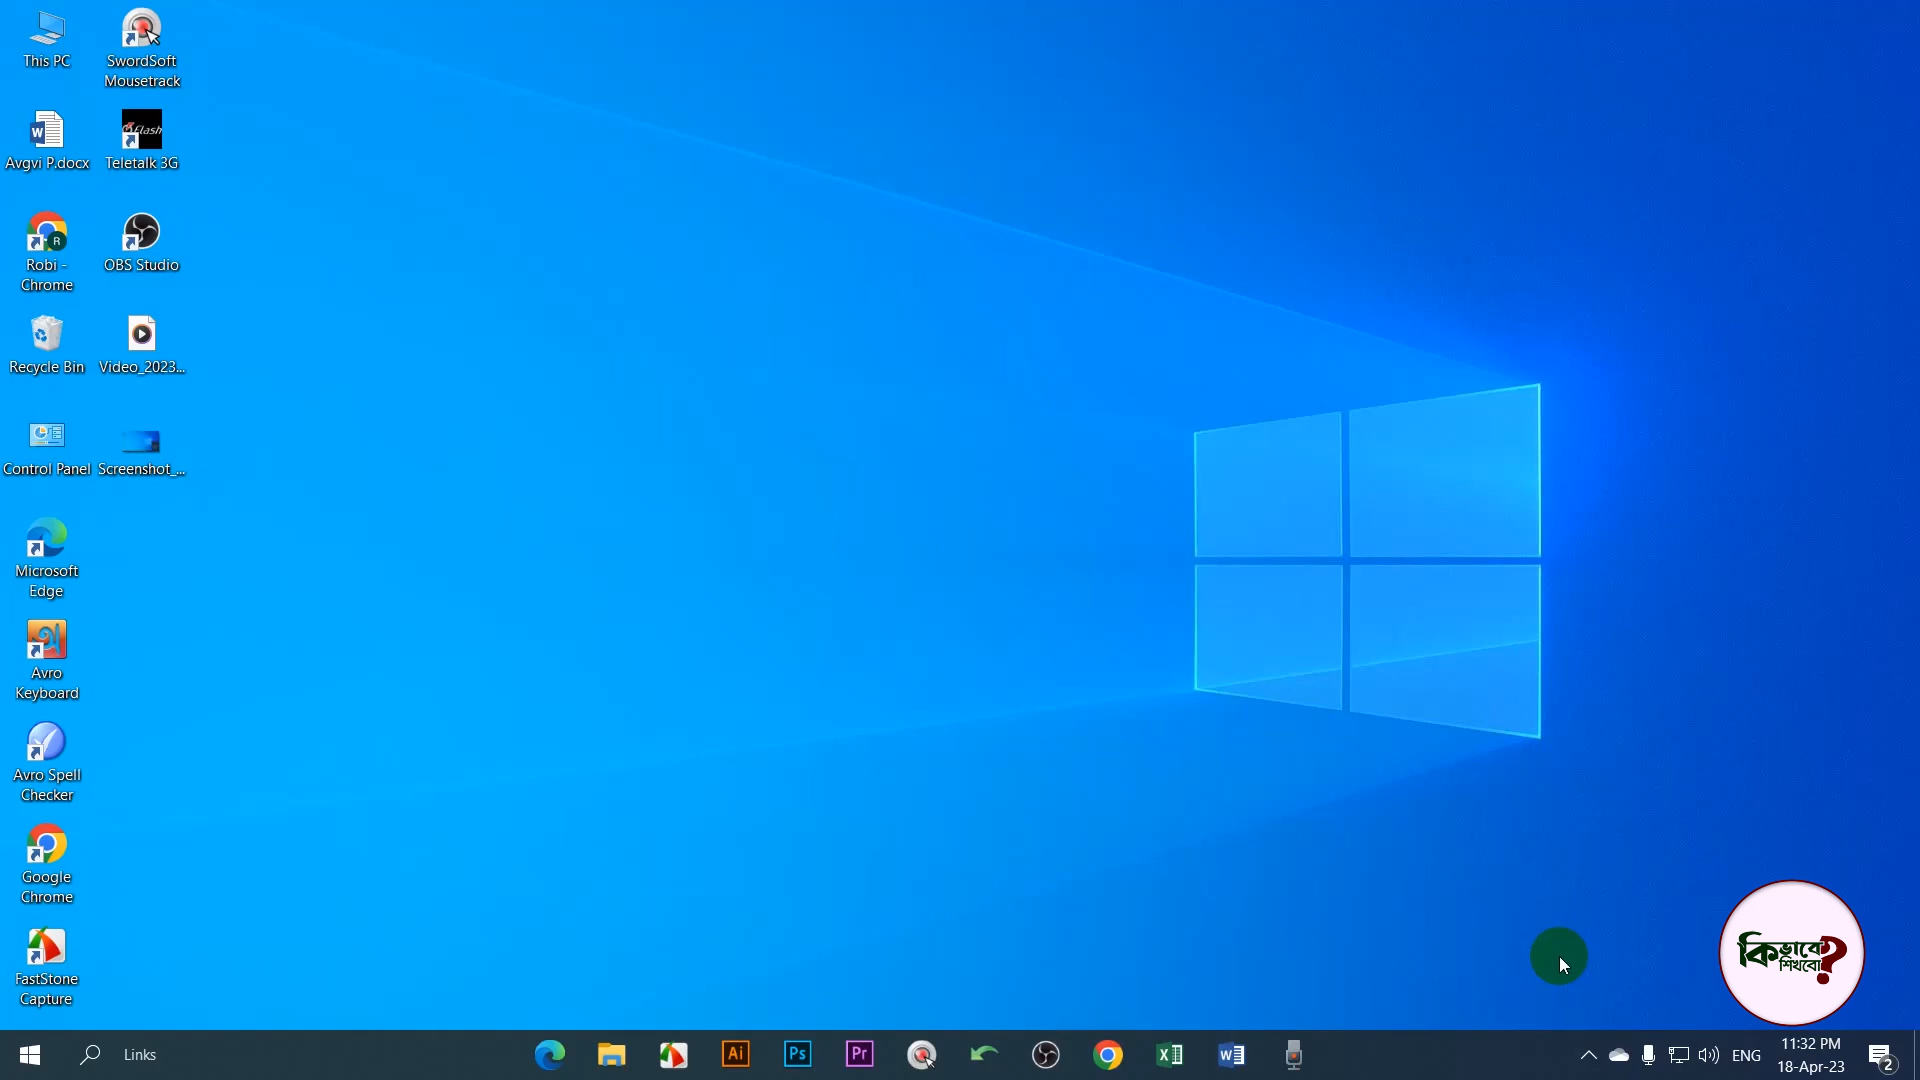 This PC
SwordSoft
Mousetrack
Avgvi P.docx
Flash
Teletalk 3G
R
Robi -
Chrome
OBS Studio
Recycle Bin
Video_2023...
Control Panel
Screenshot_...
Microsoft
Edge
Avro
Keyboard
Avro Spell
Checker
Google
Chrome
FastStone
Capture
কিভাবে
শিখবো?
Links
Ai
Ps
Pr
ENG
11:32 PM
18-Apr-23
2